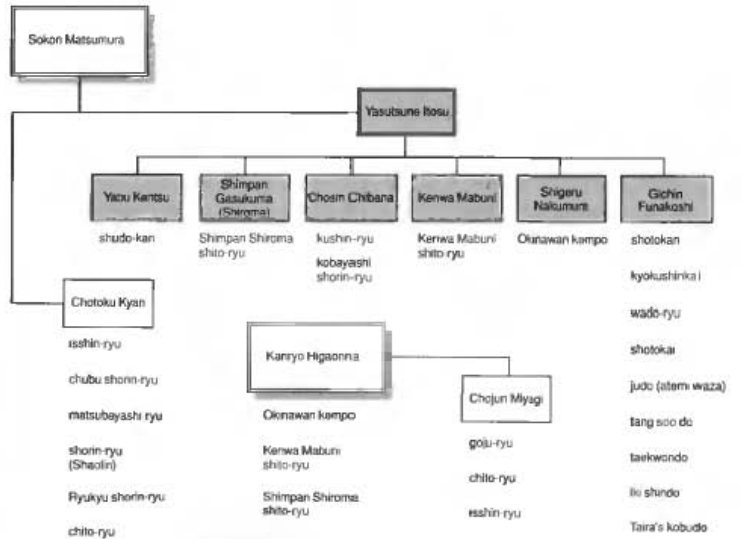 Sokon Matsumura
Yasutsune Itosu
Yabu Kentsu
shudo-kan
Shimpan
Gasukuma
(Shiroma)
Shimpan Shiroma
shito-ryu
Chosin Chibana
kushin-ryu
kobayashi
shorin-ryu
Kenwa Mabuni
Kenwa Mabuni
shito-ryu
Shigeru
Nakumura
Okinawan kempo
Gichin
Funakoshi
shotokan
kyokushinkai
wado-ryu
shotokai
judo (atemi waza)
tang soo do
taekwondo
shindo
Taira's kobudo
Chotoku Kyan
isshin-ryu
chubu shorin-ryu
matsubayashi ryu
shorin-ryu
(Shaolin)
Ryukyu shorin-ryu
chito-ryu
Kanryo Higaonna
Okinawan kempo
Kenwa Mabuni
shito-ryu
Shimpan Shiroma
shito-ryu
Chojun Miyagi
goju-ryu
chito-ryu
isshin-ryu